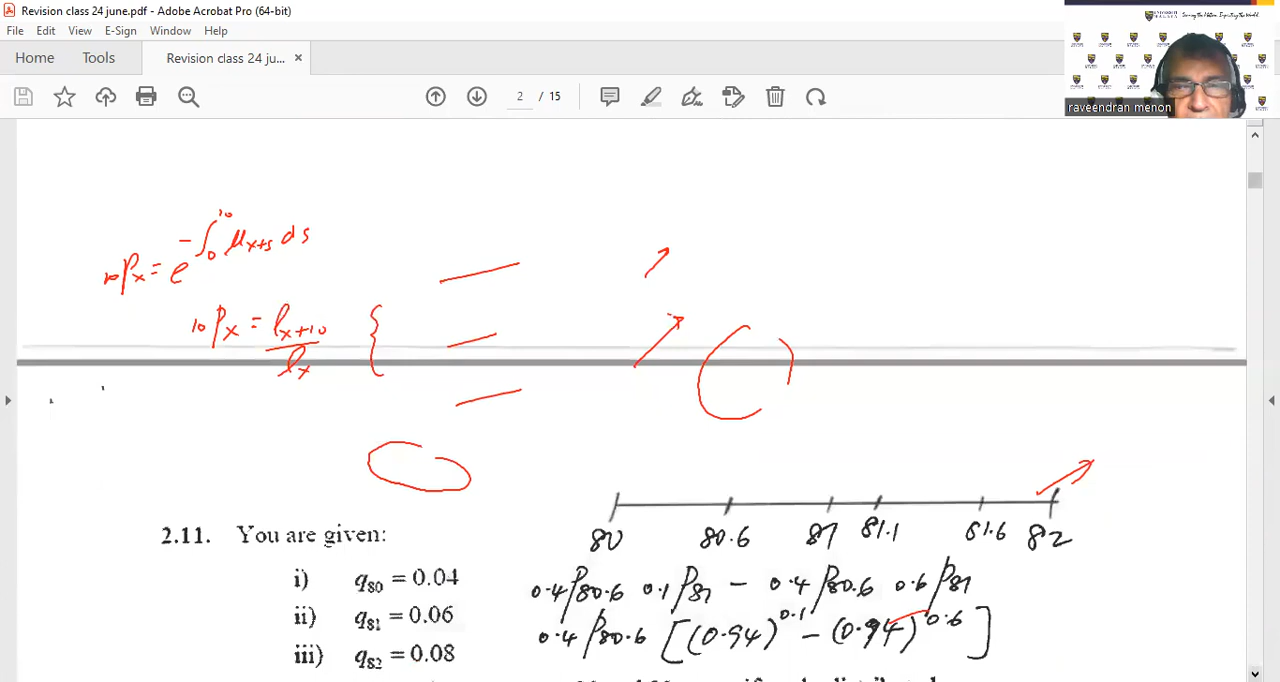 Revision class 24 june.pdf - Adobe Acrobat Pro (64-bit)
File Edit View E-Sign Window Help
Home Tools Revision class 24 ju... ×
2 / 15
raveendran menon
₁₀pₓ = e^(-∫₀¹⁰ μₓ₊ₛ ds)
₁₀pₓ = lₓ₊₁₀ / lₓ {
80 80.6 81 81.1 81.6 82
2.11. You are given:
i) q₈₀ = 0.04
₀.₄p₈₀.₆ ₀.₁p₈₁ − ₀.₄p₈₀.₆ ₀.₆p₈₁
ii) q₈₁ = 0.06
₀.₄p₈₀.₆ [(0.94)^0.1 − (0.94)^0.6]
iii) q₈₂ = 0.08